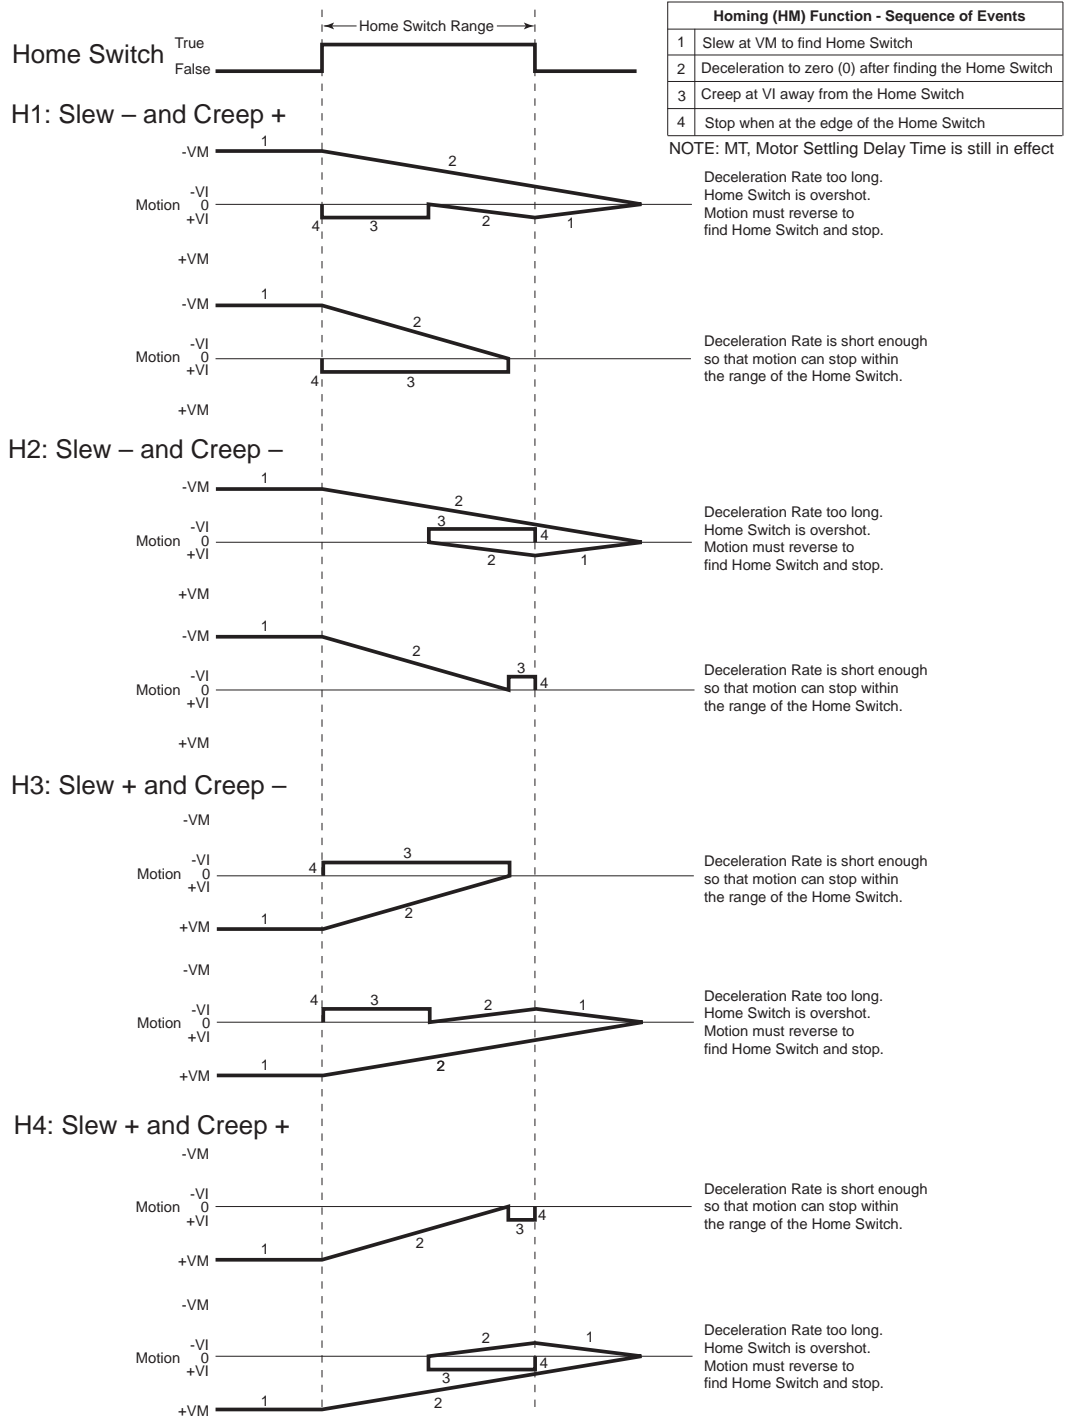 Home Switch Range
Home Switch
True
False
Homing (HM) Function - Sequence of Events
1 Slew at VM to find Home Switch
2 Deceleration to zero (0) after finding the Home Switch
3 Creep at VI away from the Home Switch
4 Stop when at the edge of the Home Switch
NOTE: MT, Motor Settling Delay Time is still in effect
H1: Slew – and Creep +
-VM
1
2
-VI
Motion 0
+VI
4
3
2
1
+VM
Deceleration Rate too long.
Home Switch is overshot.
Motion must reverse to
find Home Switch and stop.
-VM
1
2
-VI
Motion 0
+VI
4
3
+VM
Deceleration Rate is short enough
so that motion can stop within
the range of the Home Switch.
H2: Slew – and Creep –
-VM
1
2
-VI
Motion 0
+VI
3
4
2
1
+VM
Deceleration Rate too long.
Home Switch is overshot.
Motion must reverse to
find Home Switch and stop.
-VM
1
2
-VI
Motion 0
+VI
3
4
+VM
Deceleration Rate is short enough
so that motion can stop within
the range of the Home Switch.
H3: Slew + and Creep –
-VM
3
-VI
Motion 0
+VI
4
2
1
+VM
Deceleration Rate is short enough
so that motion can stop within
the range of the Home Switch.
-VM
4
3
2
1
-VI
Motion 0
+VI
1
2
+VM
Deceleration Rate too long.
Home Switch is overshot.
Motion must reverse to
find Home Switch and stop.
H4: Slew + and Creep +
-VM
-VI
Motion 0
+VI
4
3
2
1
+VM
Deceleration Rate is short enough
so that motion can stop within
the range of the Home Switch.
-VM
2
1
-VI
Motion 0
+VI
4
3
2
1
+VM
Deceleration Rate too long.
Home Switch is overshot.
Motion must reverse to
find Home Switch and stop.